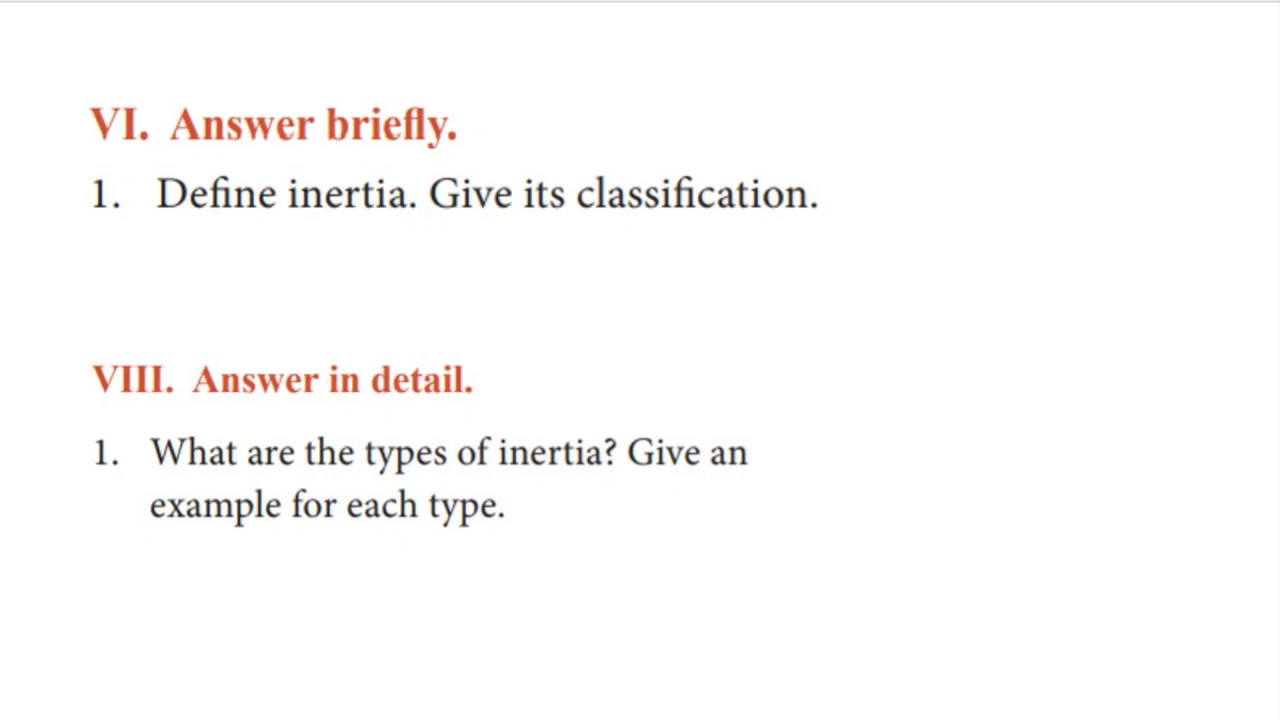 VI. Answer briefly.
1. Define inertia. Give its classification.
VIII. Answer in detail.
1. What are the types of inertia? Give an
example for each type.